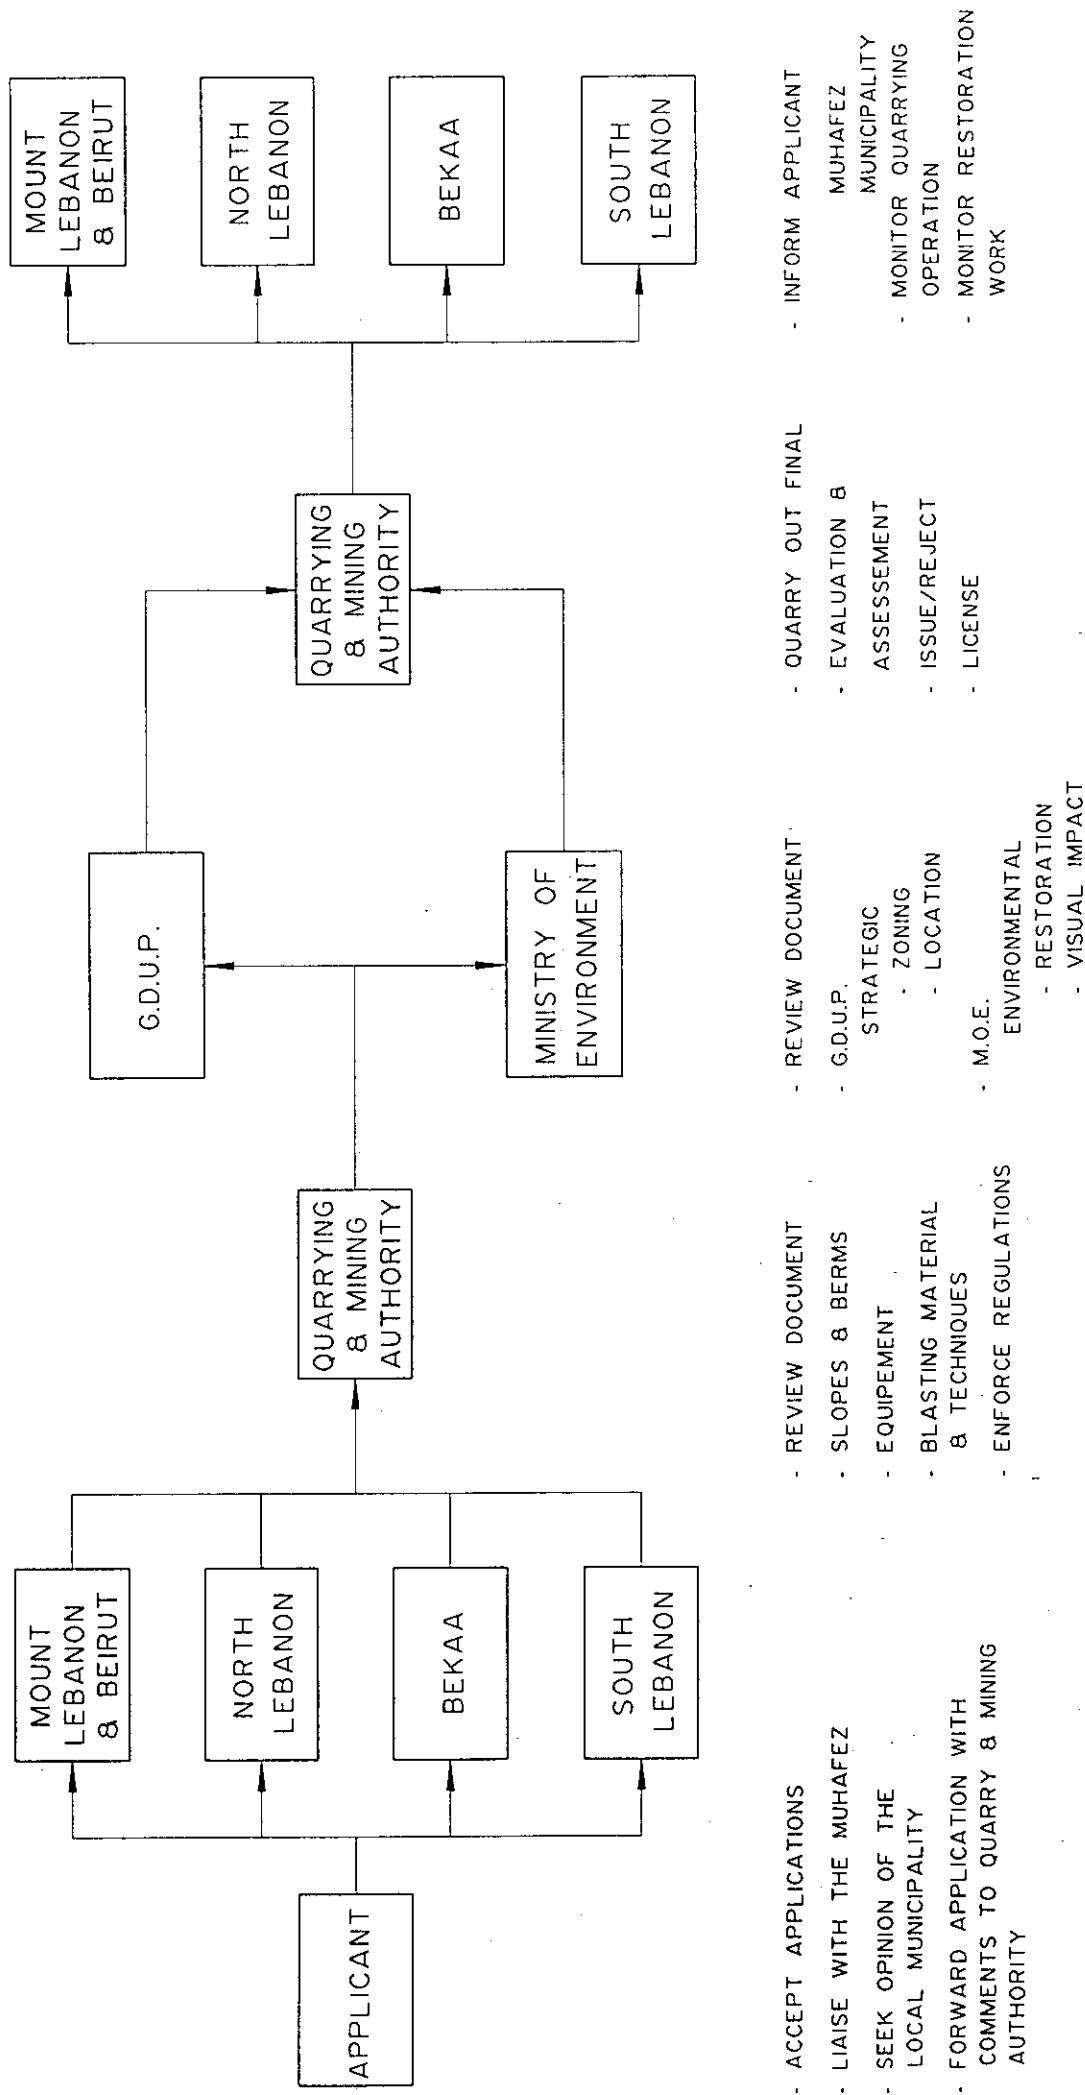 APPLICANT
MOUNT
LEBANON
& BEIRUT
NORTH
LEBANON
BEKAA
SOUTH
LEBANON
QUARRYING
& MINING
AUTHORITY
G.D.U.P.
MINISTRY OF
ENVIRONMENT
QUARRYING
& MINING
AUTHORITY
MOUNT
LEBANON
& BEIRUT
NORTH
LEBANON
BEKAA
SOUTH
LEBANON
- ACCEPT APPLICATIONS
- LIAISE WITH THE MUHAFEZ
- SEEK OPINION OF THE
LOCAL MUNICIPALITY
- FORWARD APPLICATION WITH
COMMENTS TO QUARRY & MINING
AUTHORITY
- REVIEW DOCUMENT
- SLOPES & BERMS
- EQUIPEMENT
- BLASTING MATERIAL
& TECHNIQUES
- ENFORCE REGULATIONS
- REVIEW DOCUMENT
- G.D.U.P.
STRATEGIC
- ZONING
- LOCATION
- M.O.E.
ENVIRONMENTAL
- RESTORATION
- VISUAL IMPACT
- QUARRY OUT FINAL
- EVALUATION &
ASSESSEMENT
- ISSUE/REJECT
- LICENSE
- INFORM APPLICANT
MUHAFEZ
MUNICIPALITY
- MONITOR QUARRYING
OPERATION
- MONITOR RESTORATION
WORK